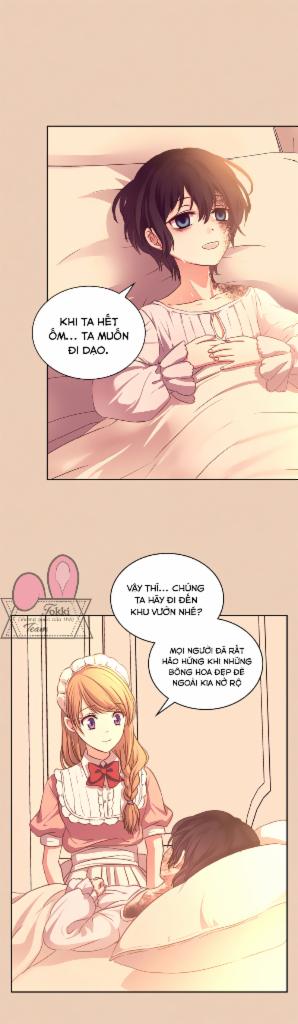 KHI TA HẾT
ỐM... TA MUỐN
ĐI DẠO.
VẬY THÌ... CHÚNG
TA HÃY ĐI ĐẾN
KHU VƯỜN NHÉ?
MỌI NGƯỜI ĐÃ RẤT
HÀO HỨNG KHI NHỮNG
BÔNG HOA ĐẸP ĐẼ
NGOÀI KIA NỞ RỘ
Tokki
Team